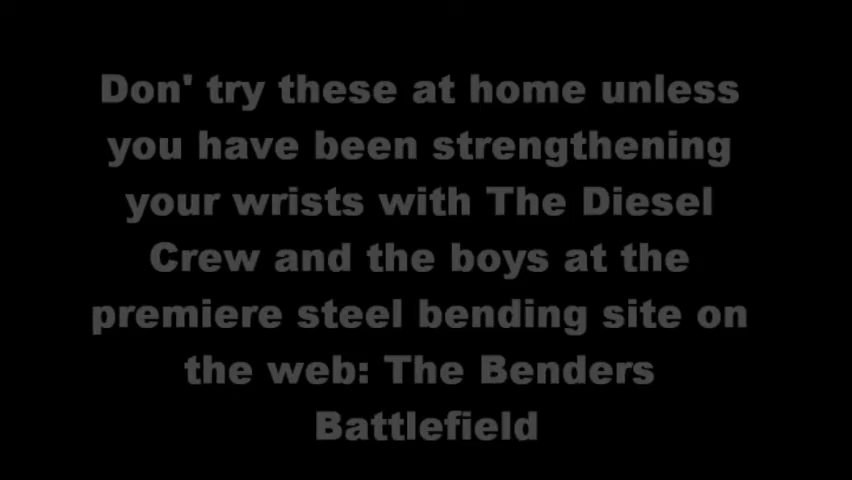 Don' try these at home unless
you have been strengthening
your wrists with The Diesel
Crew and the boys at the
premiere steel bending site on
the web: The Benders
Battlefield